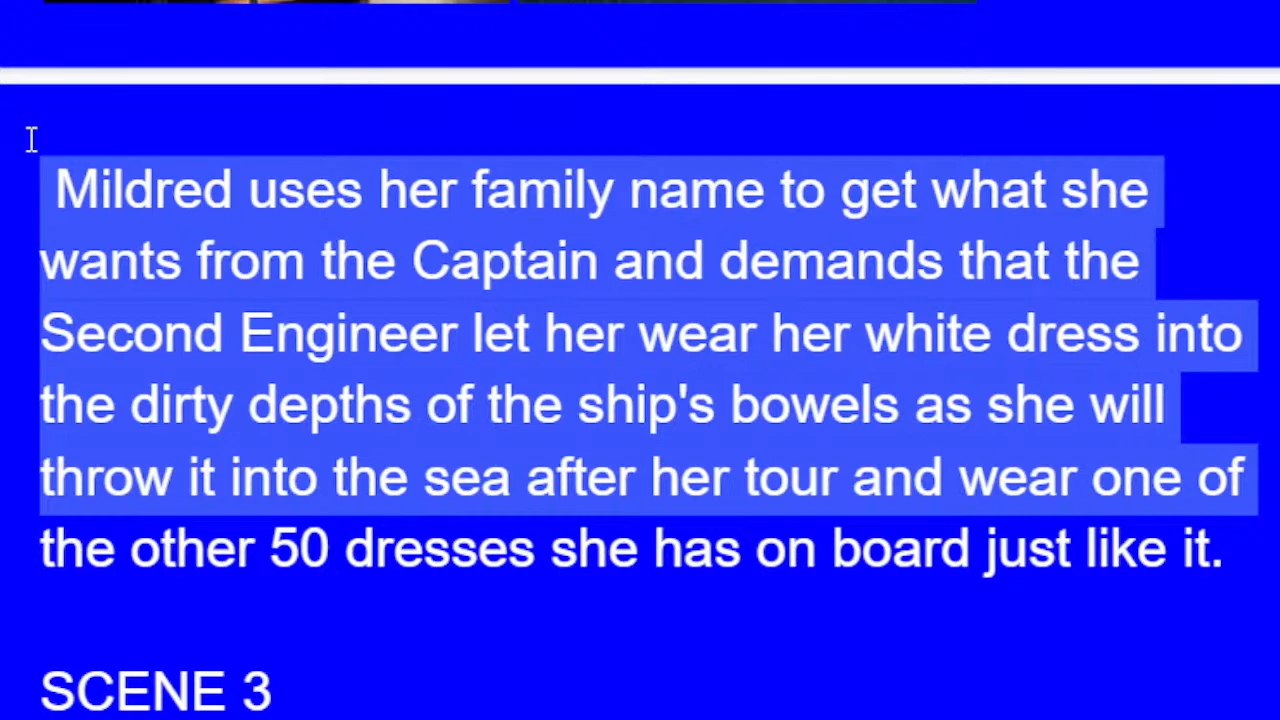 Mildred uses her family name to get what she
wants from the Captain and demands that the
Second Engineer let her wear her white dress into
the dirty depths of the ship's bowels as she will
throw it into the sea after her tour and wear one of
the other 50 dresses she has on board just like it.
SCENE 3